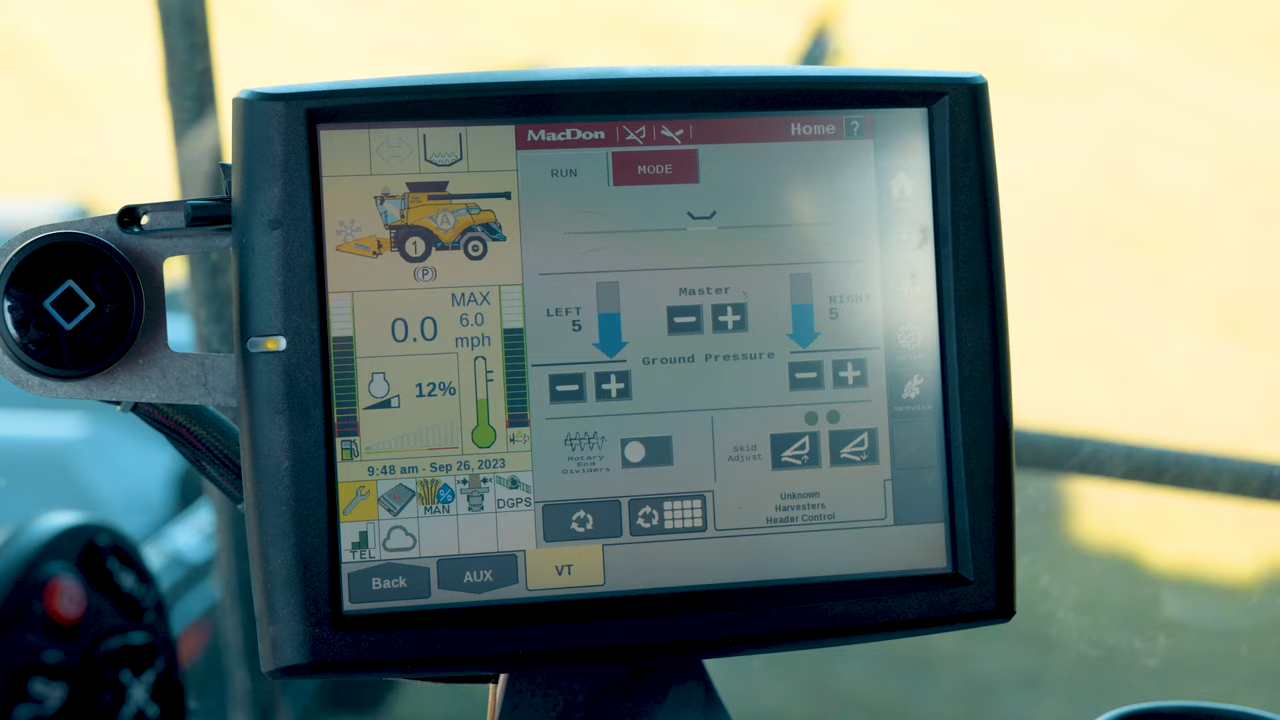 MacDon
Home ?
RUN
MODE
A
1
(P)
MAX
0.0
6.0
mph
12%
Master
LEFT
5
RIGHT
5
Ground Pressure
Rotary
End
Dividers
Skid
Adjust
SERVICE
9:48 am - Sep 26, 2023
MAN
DGPS
TEL
Unknown
Harvesters
Header Control
Back
AUX
VT